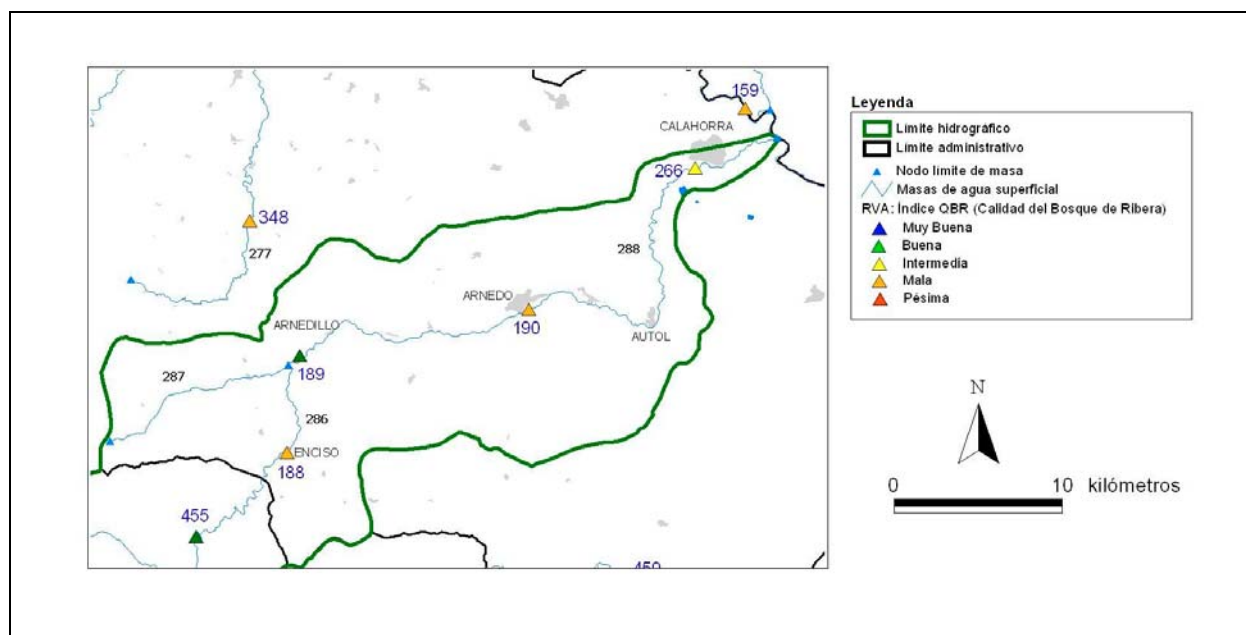 159
CALAHORRA
266
348
277
288
ARNEDO
190
AUTOL
ARNEDILLO
189
287
286
ENCISO
188
455
Leyenda
Límite hidrográfico
Límite administrativo
Nodo límite de masa
Masas de agua superficial
RVA: Índice QBR (Calidad del Bosque de Ribera)
Muy Buena
Buena
Intermedia
Mala
Pésima
N
0 10 kilómetros